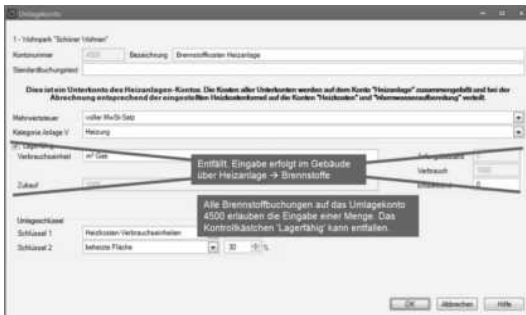 Umlagekonto
1 - Wohnpark "Schöner Wohnen"
Kontonummer 4500 Bezeichnung Brennstoffkosten Heizanlage
Standardbuchungstext
Dies ist ein Unterkonto des Heizanlagen-Kontos. Die Kosten aller Unterkonten werden auf dem Konto "Heizanlage" zusammengefaßt und bei der
Abrechnung entsprechend der eingestellten Heizkostenformel auf die Konten "Heizkosten" und "Warmwasseraufbereitung" verteilt.
Mehrwertsteuer voller MwSt-Satz
Kategorie Anlage V Heizung
Lagerfähig
Verbrauchseinheit m³ Gas
Verbrauch
Zukauf
Entfällt. Eingabe erfolgt im Gebäude
über Heizanlage → Brennstoffe
Alle Brennstoffbuchungen auf das Umlagekonto
4500 erlauben die Eingabe einer Menge. Das
Kontrollkästchen 'Lagerfähig' kann entfallen.
Umlageschlüssel
Schlüssel 1 Heizkosten-Verbrauchseinheiten
Schlüssel 2 beheizte Fläche 30 %
OK Abbrechen Hilfe